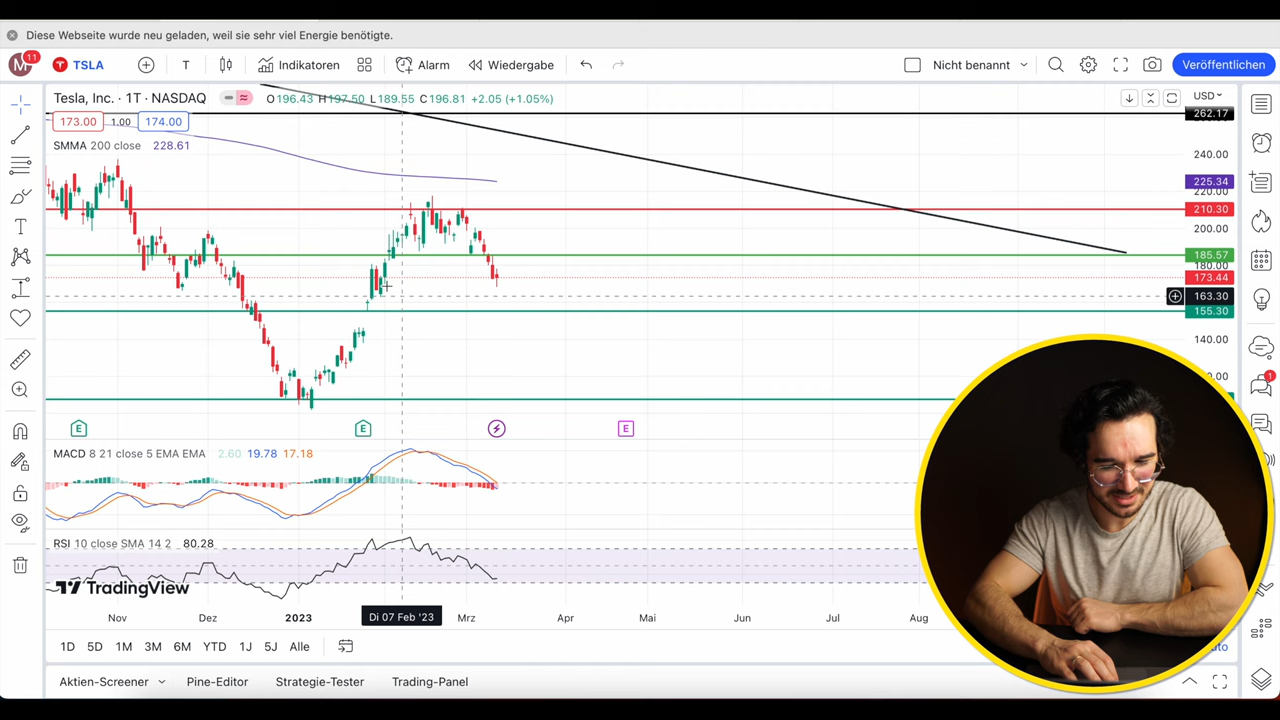 Diese Webseite wurde neu geladen, weil sie sehr viel Energie benötigte.
M 11 TSLA T Indikatoren Alarm Wiedergabe Nicht benannt Veröffentlichen
Tesla, Inc. · 1T · NASDAQ O196.43 H197.50 L189.55 C196.81 +2.05 (+1.05%) USD
173.00 1.00 174.00
SMMA 200 close 228.61
262.17
240.00
225.34
220.00
210.30
200.00
185.57
180.00
173.44
163.30
155.30
140.00
E E E
MACD 8 21 close 5 EMA EMA 2.60 19.78 17.18
1
RSI 10 close SMA 14 2 80.28
TradingView
Nov Dez 2023 Di 07 Feb '23 Mrz Apr Mai Jun Jul Aug
1D 5D 1M 3M 6M YTD 1J 5J Alle
Aktien-Screener Pine-Editor Strategie-Tester Trading-Panel